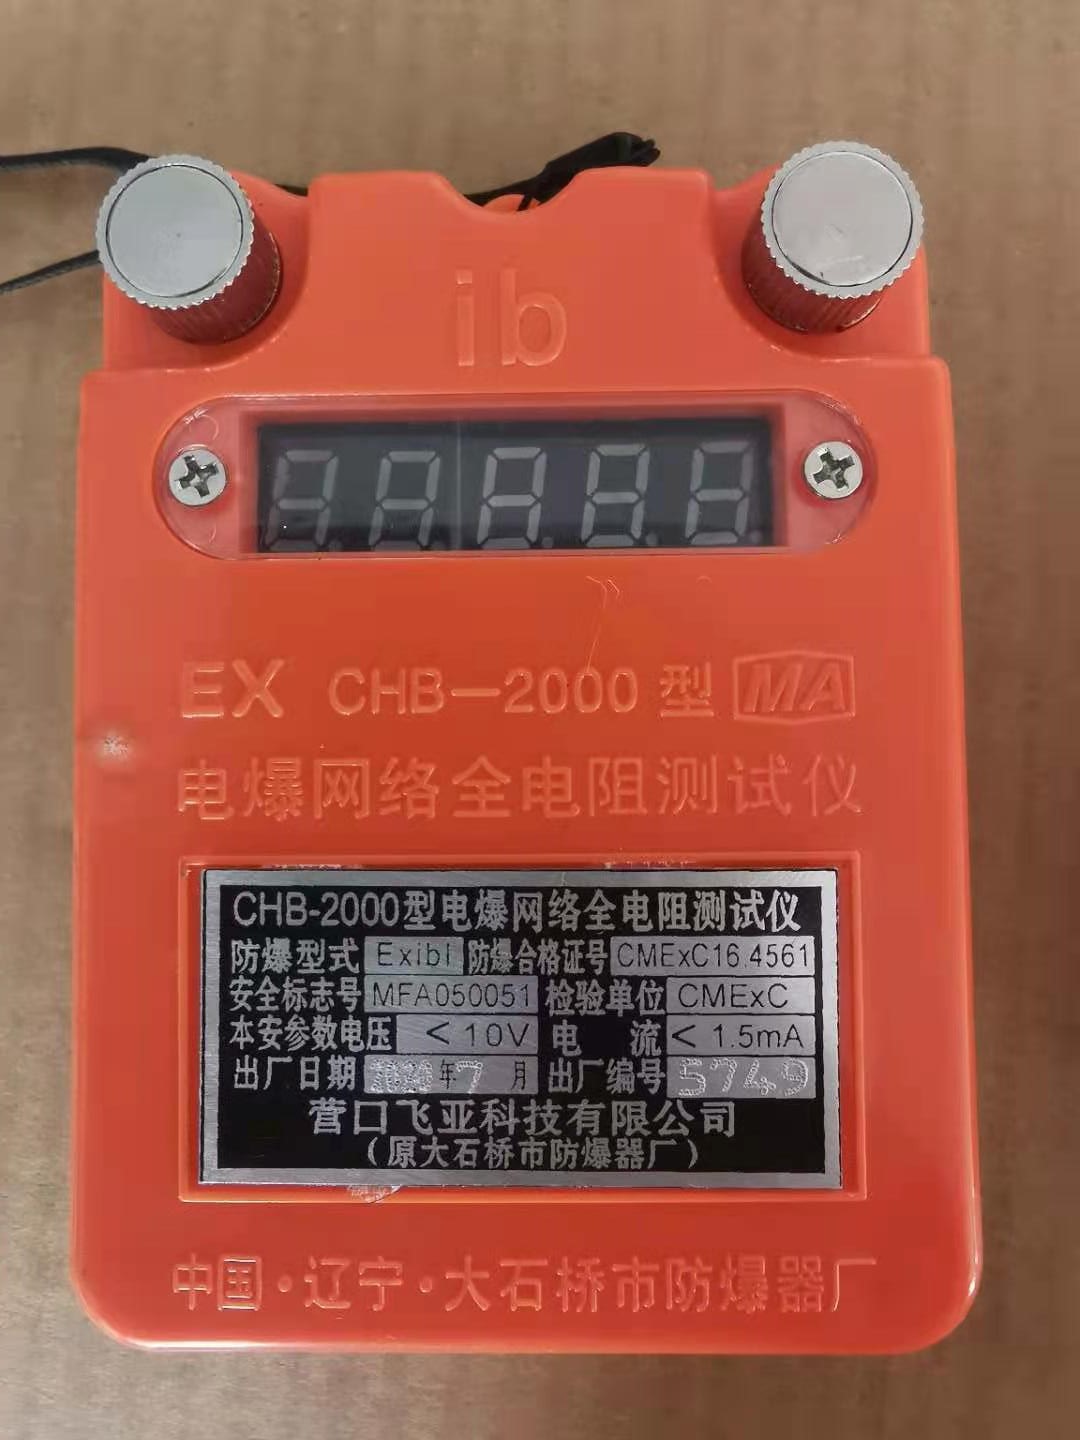 ib
EX CHB-2000 型 MA
电爆网络全电阻测试仪
CHB-2000型电爆网络全电阻测试仪
防爆型式 ExibI 防爆合格证号 CMExC16.4561
安全标志号 MFA050051 检验单位 CMExC
本安参数电压 <10V 电 流 <1.5mA
出厂日期 2020年7月 出厂编号 5749
营口飞亚科技有限公司
(原大石桥市防爆器厂)
中国·辽宁·大石桥市防爆器厂